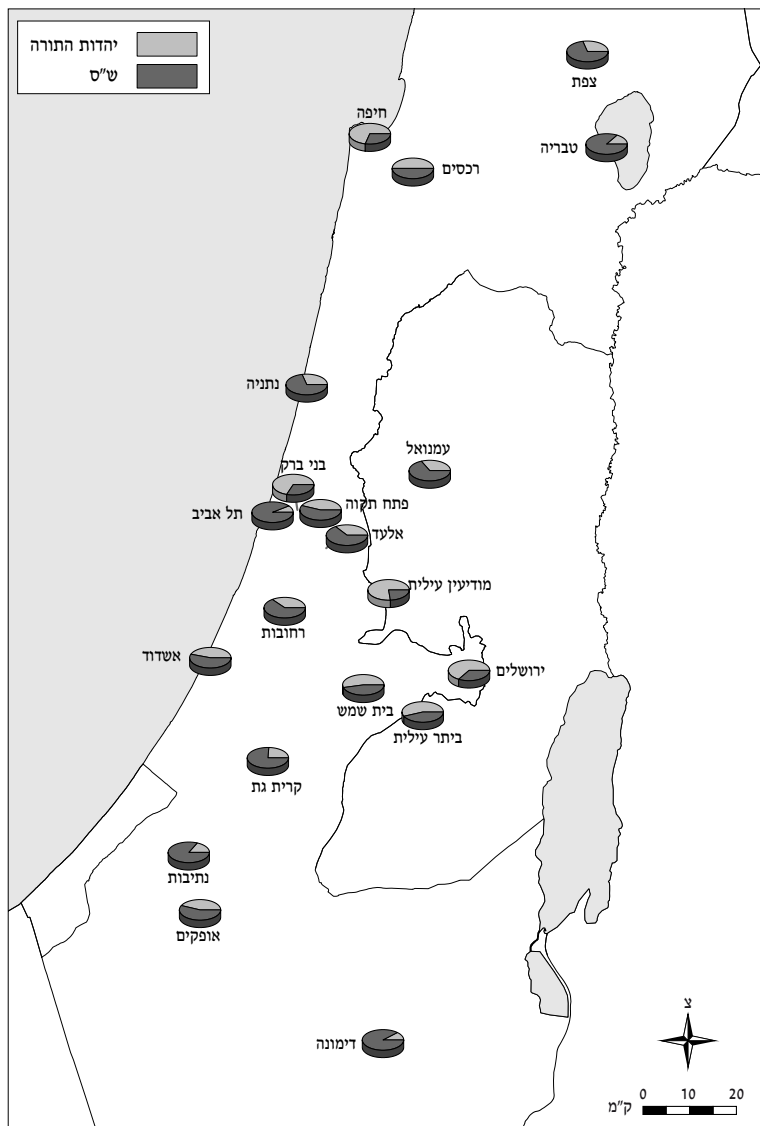 יהדות התורה
ש"ס
צפת
חיפה
טבריה
רכסים
נתניה
עמנואל
בני ברק
פתח תקוה
תל אביב
אלעד
מודיעין עילית
רחובות
אשדוד
ירושלים
בית שמש
ביתר עילית
קרית גת
נתיבות
אופקים
דימונה
צ
ק"מ 0 10 20